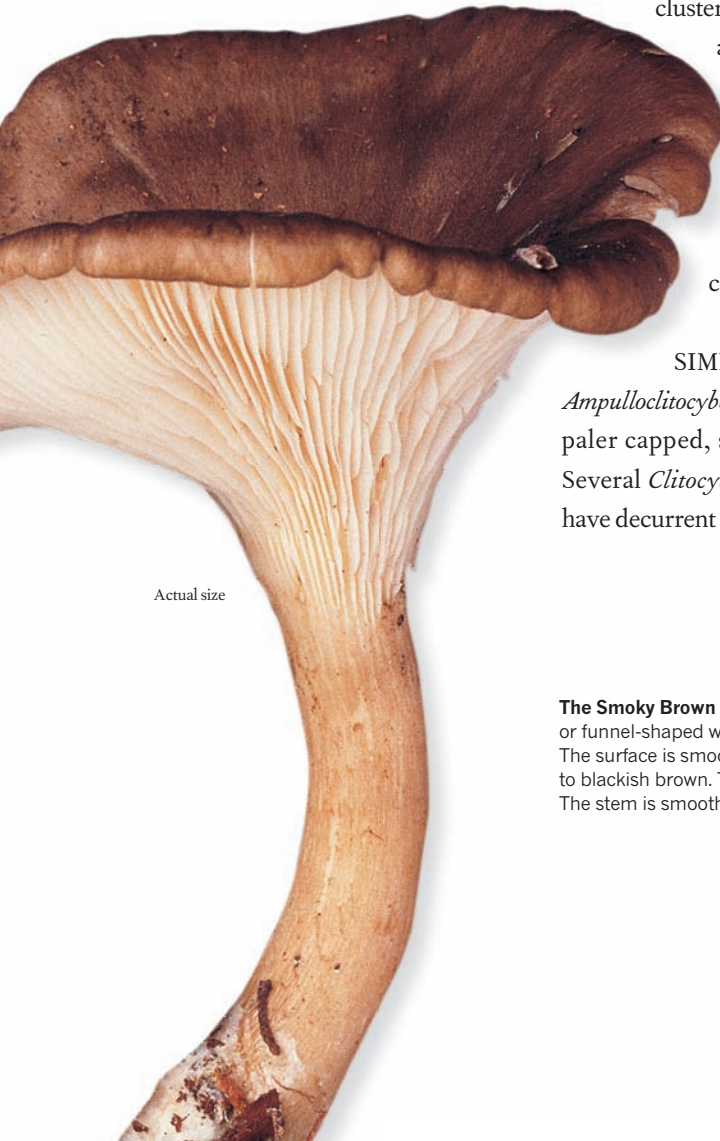 cluster
a
c
SIMI
Ampulloclitocyb
paler capped, s
Several Clitocy
have decurrent
Actual size
The Smoky Brown
or funnel-shaped w
The surface is smoo
to blackish brown. T
The stem is smooth